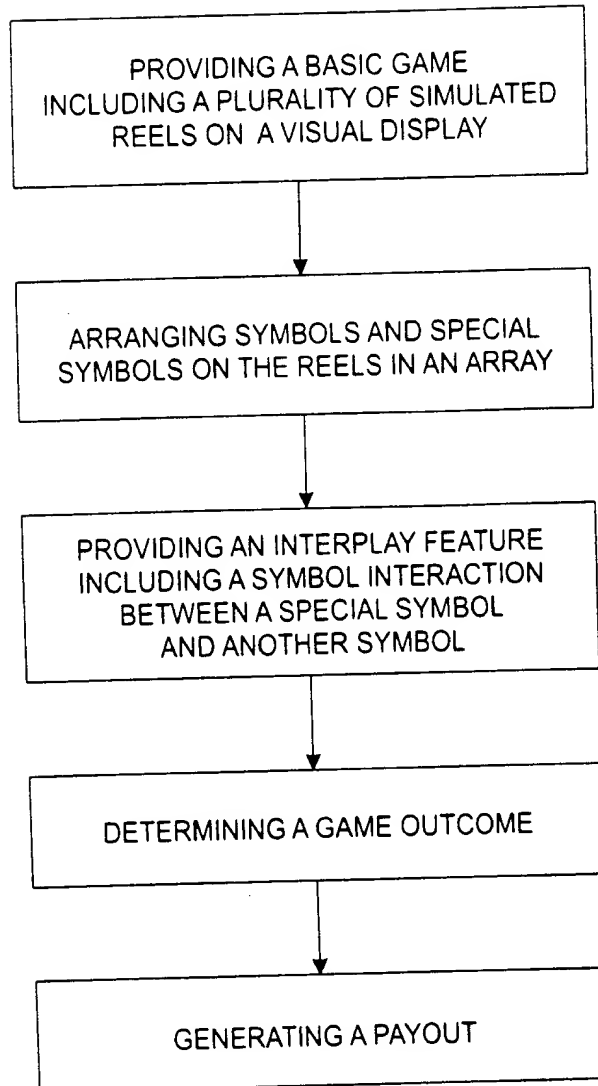 PROVIDING A BASIC GAME
INCLUDING A PLURALITY OF SIMULATED
REELS ON A VISUAL DISPLAY
ARRANGING SYMBOLS AND SPECIAL
SYMBOLS ON THE REELS IN AN ARRAY
PROVIDING AN INTERPLAY FEATURE
INCLUDING A SYMBOL INTERACTION
BETWEEN A SPECIAL SYMBOL
AND ANOTHER SYMBOL
DETERMINING A GAME OUTCOME
GENERATING A PAYOUT